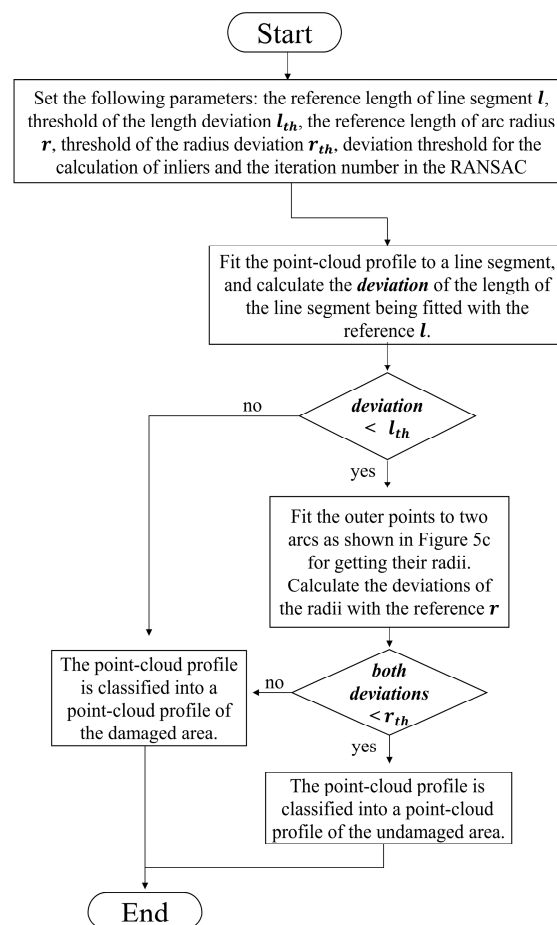 Start
Set the following parameters: the reference length of line segment l,
threshold of the length deviation l_th, the reference length of arc radius
r, threshold of the radius deviation r_th, deviation threshold for the
calculation of inliers and the iteration number in the RANSAC
Fit the point-cloud profile to a line segment,
and calculate the deviation of the length of
the line segment being fitted with the
reference l.
deviation
< l_th
no
yes
Fit the outer points to two
arcs as shown in Figure 5c
for getting their radii.
Calculate the deviations of
the radii with the reference r
both
deviations
<r_th
no
yes
The point-cloud profile
is classified into a
point-cloud profile of
the damaged area.
The point-cloud profile is
classified into a point-cloud
profile of the undamaged area.
End